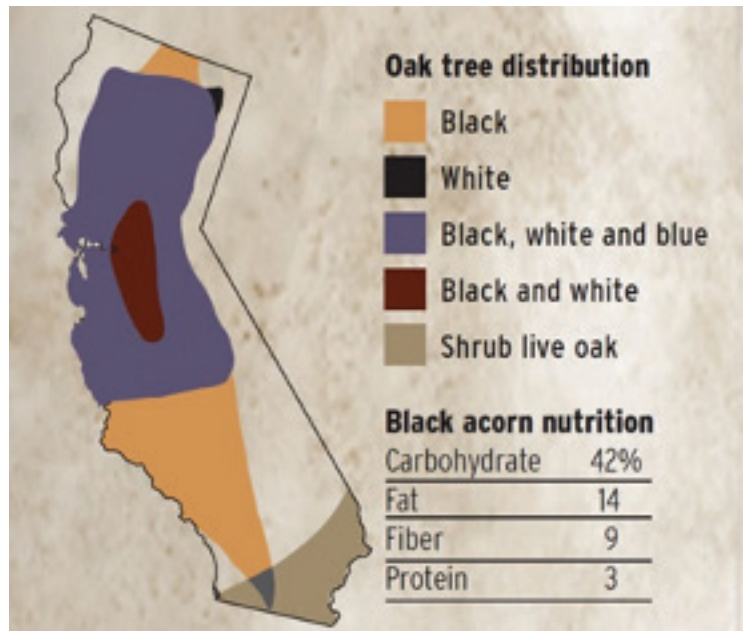 Oak tree distribution
Black
White
Black, white and blue
Black and white
Shrub live oak
Black acorn nutrition
Carbohydrate 42%
Fat 14
Fiber 9
Protein 3